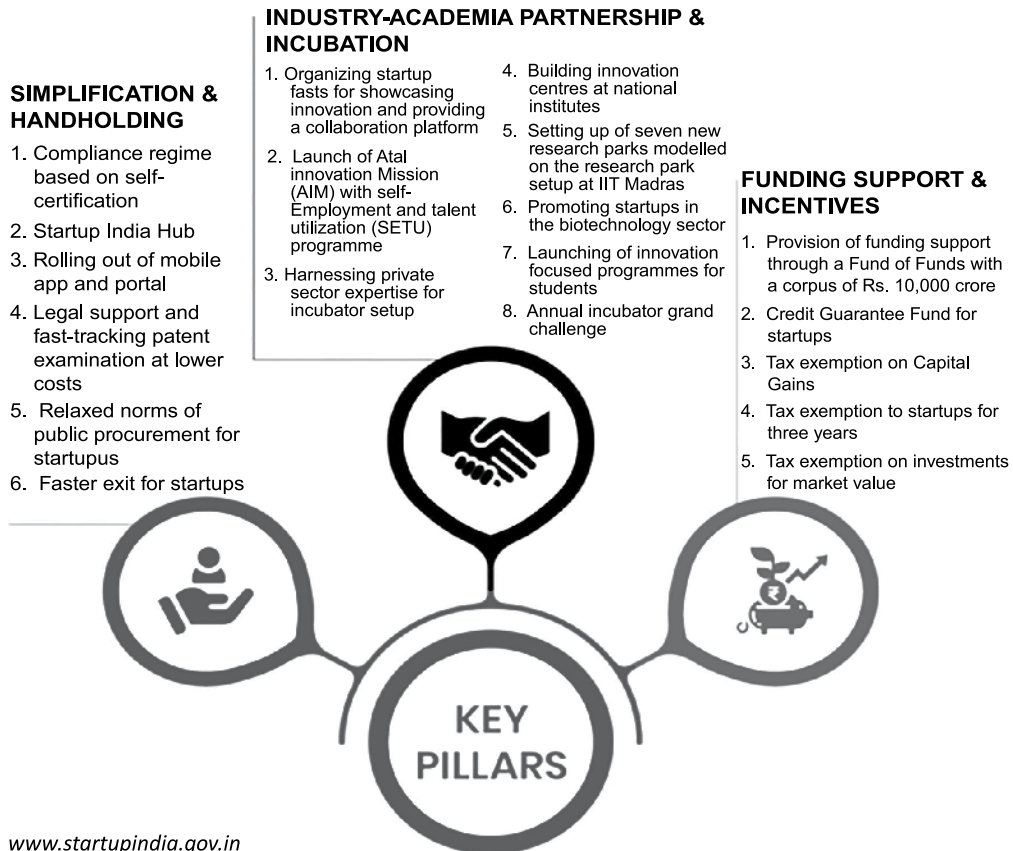 SIMPLIFICATION &
HANDHOLDING
1. Compliance regime
based on self-
certification
2. Startup India Hub
3. Rolling out of mobile
app and portal
4. Legal support and
fast-tracking patent
examination at lower
costs
5. Relaxed norms of
public procurement for
startupus
6. Faster exit for startups
INDUSTRY-ACADEMIA PARTNERSHIP &
INCUBATION
1. Organizing startup
fasts for showcasing
innovation and providing
a collaboration platform
2. Launch of Atal
innovation Mission
(AIM) with self-
Employment and talent
utilization (SETU)
programme
3. Harnessing private
sector expertise for
incubator setup
4. Building innovation
centres at national
institutes
5. Setting up of seven new
research parks modelled
on the research park
setup at IIT Madras
6. Promoting startups in
the biotechnology sector
7. Launching of innovation
focused programmes for
students
8. Annual incubator grand
challenge
FUNDING SUPPORT &
INCENTIVES
1. Provision of funding support
through a Fund of Funds with
a corpus of Rs. 10,000 crore
2. Credit Guarantee Fund for
startups
3. Tax exemption on Capital
Gains
4. Tax exemption to startups for
three years
5. Tax exemption on investments
for market value
₹
KEY
PILLARS
www.startupindia.gov.in